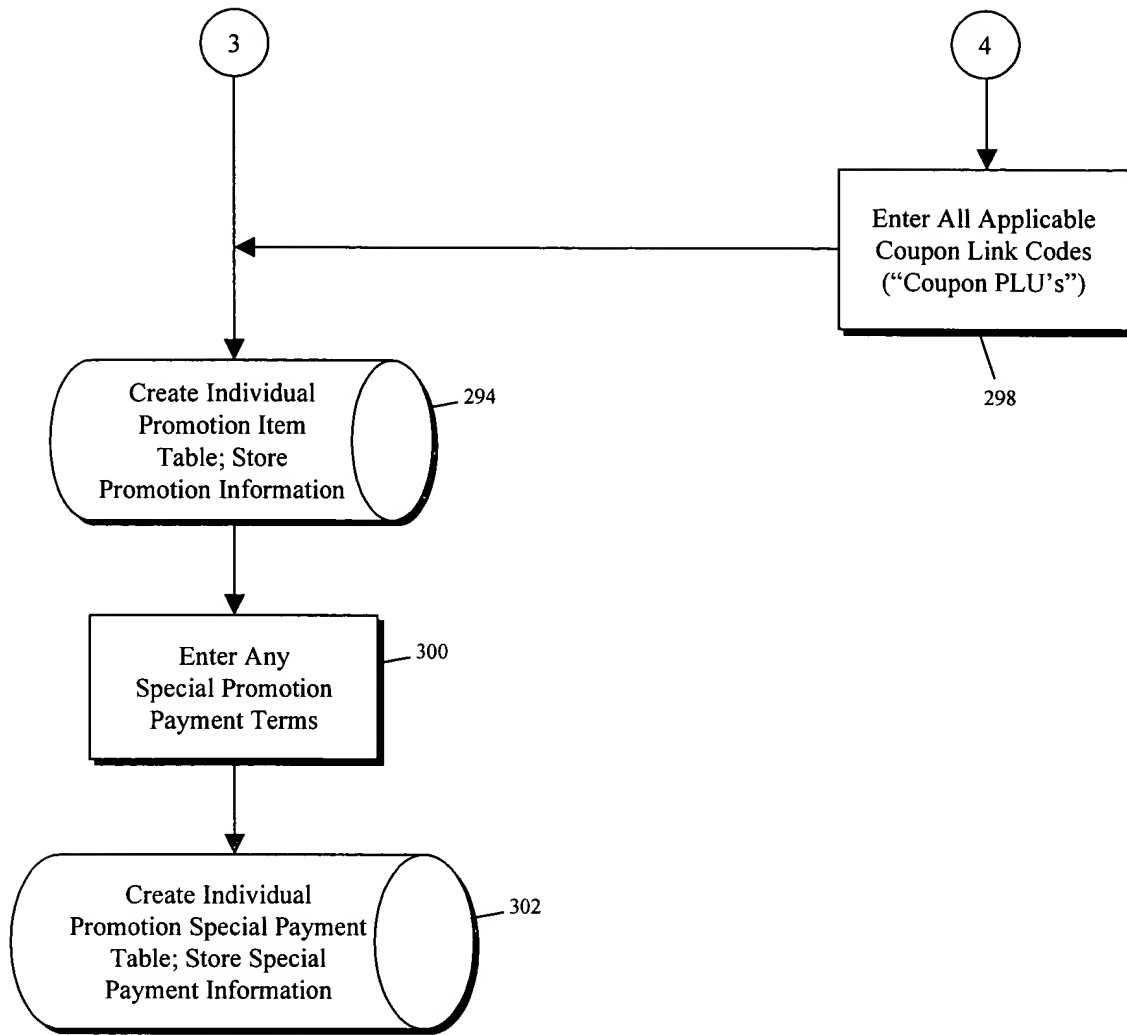 3
4
Enter All Applicable
Coupon Link Codes
(“Coupon PLU’s”)
298
Create Individual
Promotion Item
Table; Store
Promotion Information
294
Enter Any
Special Promotion
Payment Terms
300
Create Individual
Promotion Special Payment
Table; Store Special
Payment Information
302